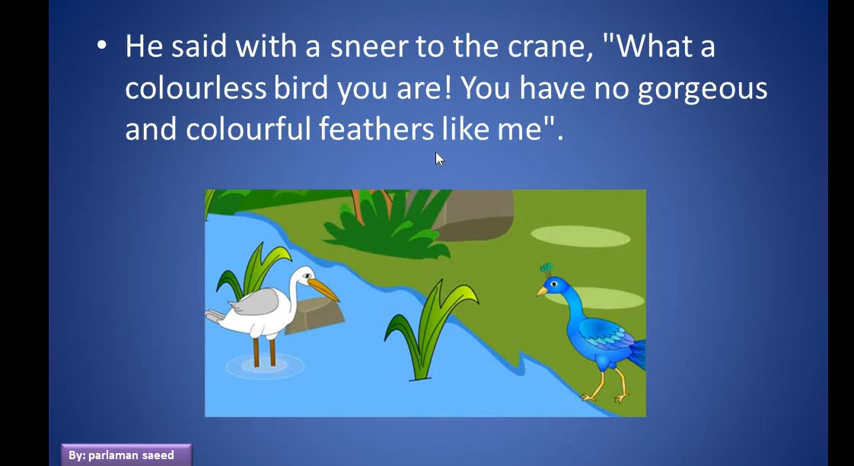 • He said with a sneer to the crane, "What a
colourless bird you are! You have no gorgeous
and colourful feathers like me".
By: parlaman saeed